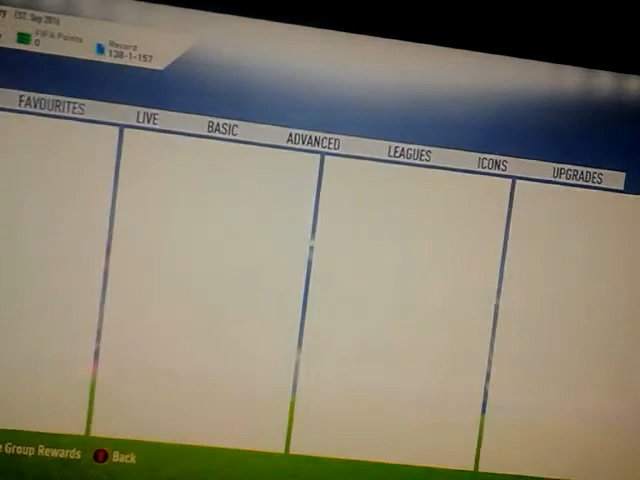 EST. Sep 2016
FIFA Points
0
Record
138-1-157
FAVOURITES LIVE BASIC ADVANCED LEAGUES ICONS UPGRADES
Group Rewards
B Back